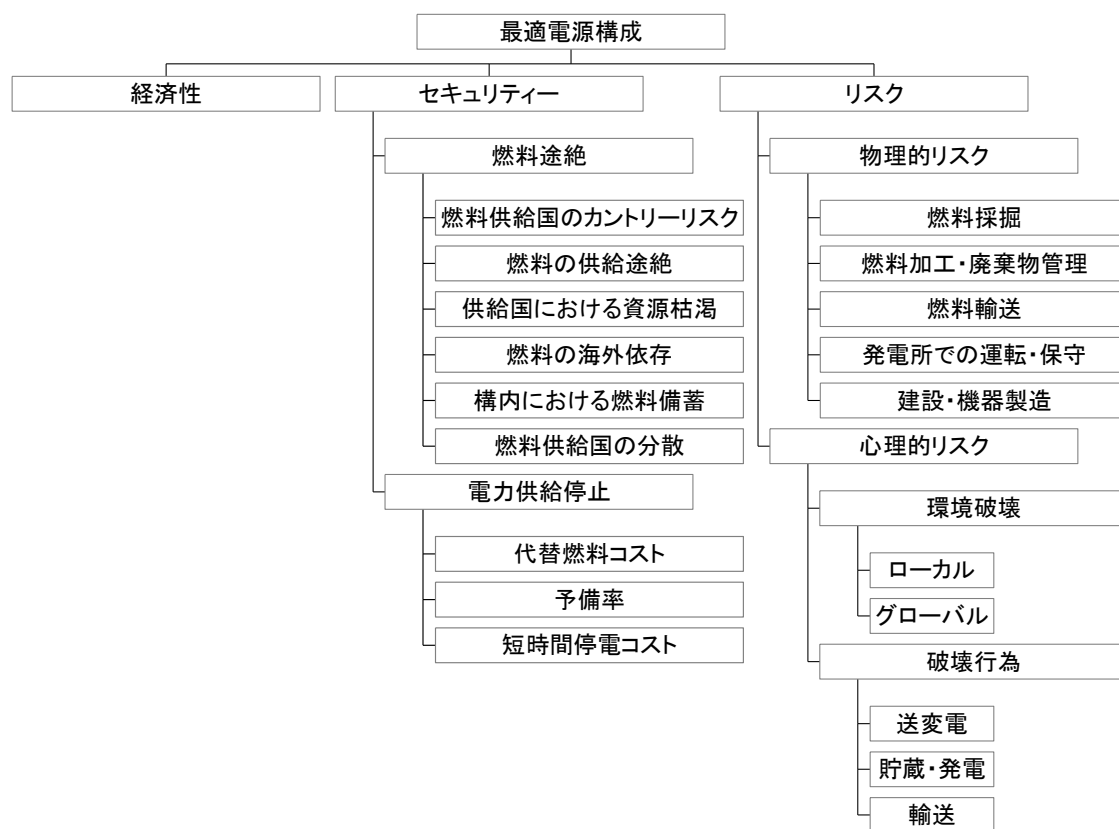 最適電源構成
経済性
セキュリティー
リスク
燃料途絶
燃料供給国のカントリーリスク
燃料の供給途絶
供給国における資源枯渇
燃料の海外依存
構内における燃料備蓄
燃料供給国の分散
電力供給停止
代替燃料コスト
予備率
短時間停電コスト
物理的リスク
燃料採掘
燃料加工・廃棄物管理
燃料輸送
発電所での運転・保守
建設・機器製造
心理的リスク
環境破壊
ローカル
グローバル
破壊行為
送変電
貯蔵・発電
輸送